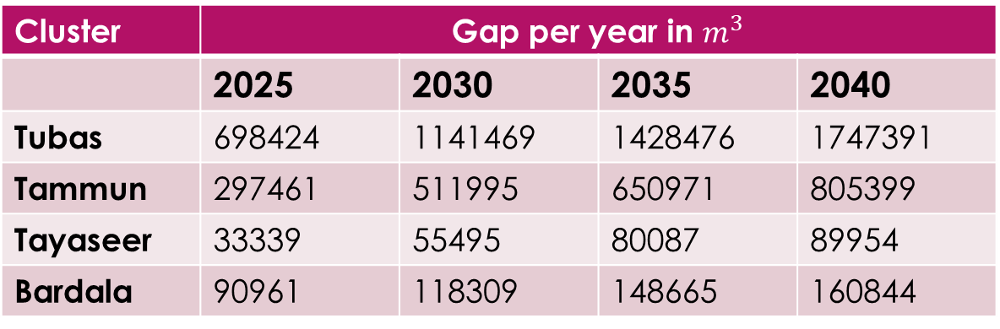 Cluster Gap per year in m³
2025 2030 2035 2040
Tubas 698424 1141469 1428476 1747391
Tammun 297461 511995 650971 805399
Tayaseer 33339 55495 80087 89954
Bardala 90961 118309 148665 160844